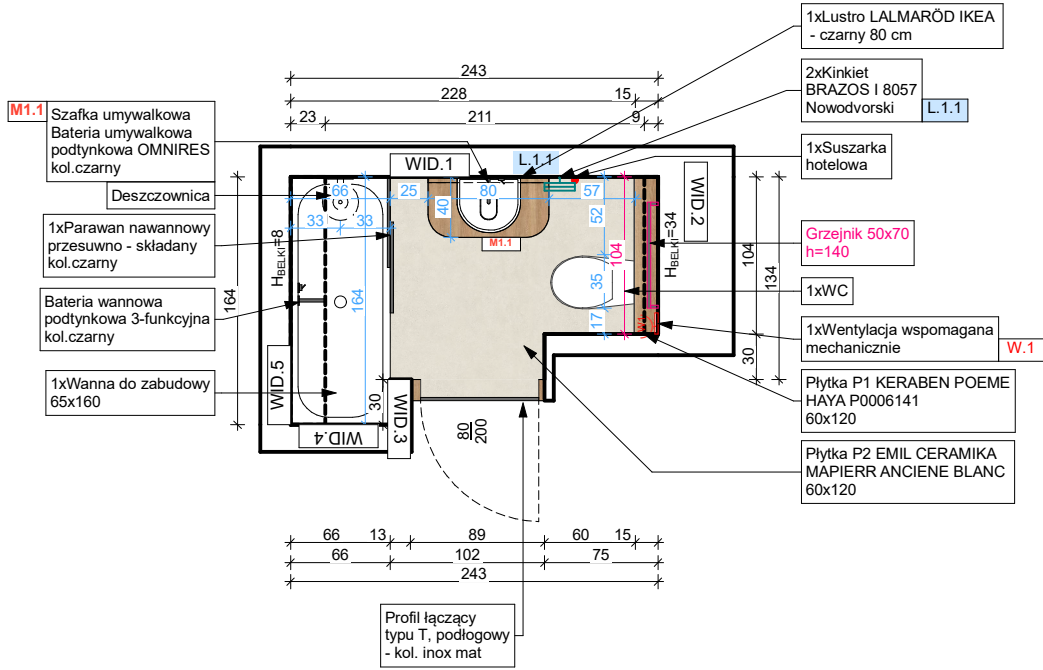 1xLustro LALMARÖD IKEA
- czarny 80 cm
2xKinkiet
BRAZOS I 8057
Nowodvorski
L.1.1
1xSuszarka
hotelowa
Grzejnik 50x70
h=140
1xWC
1xWentylacja wspomagana
mechanicznie
W.1
Płytka P1 KERABEN POEME
HAYA P0006141
60x120
Płytka P2 EMIL CERAMIKA
MAPIERR ANCIENE BLANC
60x120
M1.1
Szafka umywalkowa
Bateria umywalkowa
podtynkowa OMNIRES
kol.czarny
Deszczownica
1xParawan nawannowy
przesuwno - składany
kol.czarny
Bateria wannowa
podtynkowa 3-funkcyjna
kol.czarny
1xWanna do zabudowy
65x160
243
228
15
23
211
9
WID.1
L.1.1
WID.2
66
25
80
57
33
33
40
M1.1
52
104
35
17
HBELKI=8
HBELKI=34
104
134
30
164
164
W1
WID.5
WID.4
WID.3
30
80
200
66
13
89
60
15
66
102
75
243
Profil łączący
typu T, podłogowy
- kol. inox mat